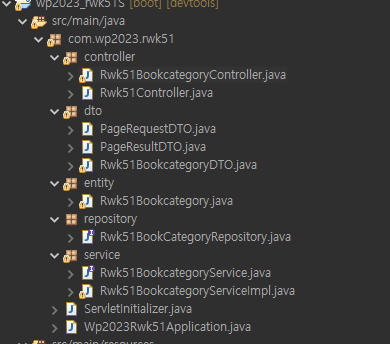 wp2023_rwk51S [boot] [devtools]
src/main/java
com.wp2023.rwk51
controller
Rwk51BookcategoryController.java
Rwk51Controller.java
dto
PageRequestDTO.java
PageResultDTO.java
Rwk51BookcategoryDTO.java
entity
Rwk51Bookcategory.java
repository
Rwk51BookCategoryRepository.java
service
Rwk51BookcategoryService.java
Rwk51BookcategoryServiceImpl.java
ServletInitializer.java
Wp2023Rwk51Application.java
src/main/resources